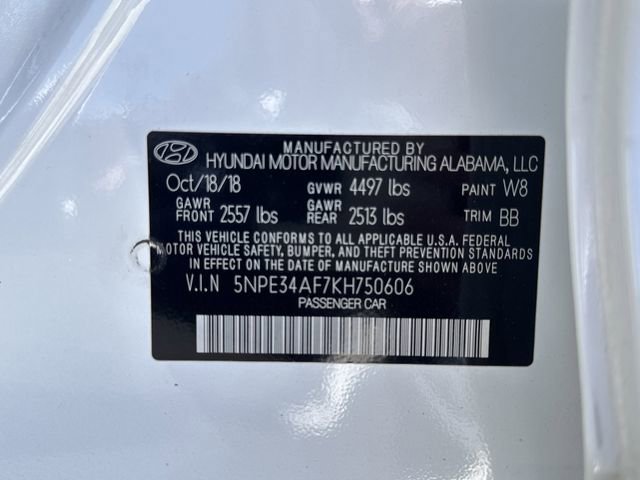 MANUFACTURED BY
HYUNDAI MOTOR MANUFACTURING ALABAMA, LLC
Oct/18/18 GVWR 4497 lbs PAINT W8
GAWR FRONT 2557 lbs GAWR REAR 2513 lbs TRIM BB
THIS VEHICLE CONFORMS TO ALL APPLICABLE U.S.A. FEDERAL
MOTOR VEHICLE SAFETY, BUMPER, AND THEFT PREVENTION
STANDARDS IN EFFECT ON THE DATE OF MANUFACTURE SHOWN ABOVE
V.I.N 5NPE34AF7KH750606
PASSENGER CAR